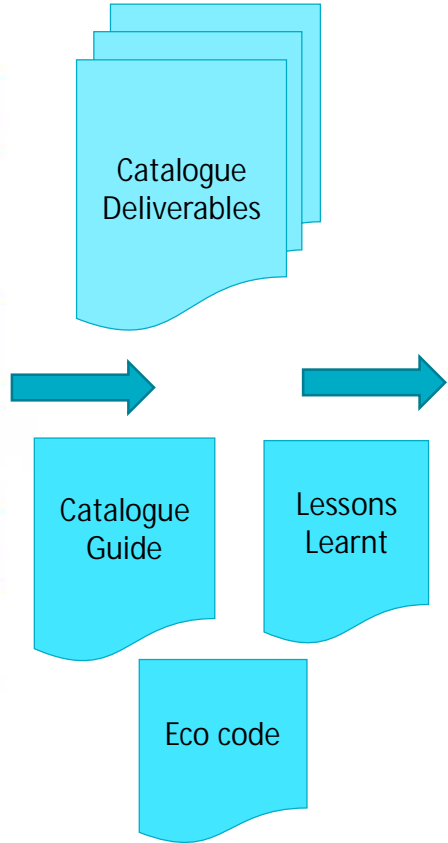 Catalogue
Deliverables
Catalogue
Guide
Lessons
Learnt
Eco code